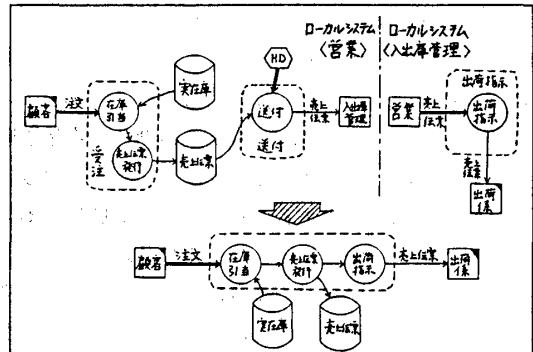 ローカルシステム
〈営業〉
ローカルシステム
〈入出庫管理〉
HD
顧客
注文
在庫
引当
実在庫
受注
売上伝票
発行
売上伝票
送付
送付
売上
伝票
入出庫
管理
営業
売上
伝票
出荷指示
出荷
指示
売上
伝票
出荷
係
顧客
注文
在庫
引当
売上伝票
発行
出荷
指示
売上伝票
出荷
係
実在庫
売上伝票